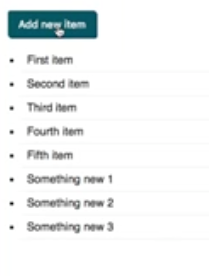 Add new item
First item
Second item
Third item
Fourth item
Fifth item
Something new 1
Something new 2
Something new 3